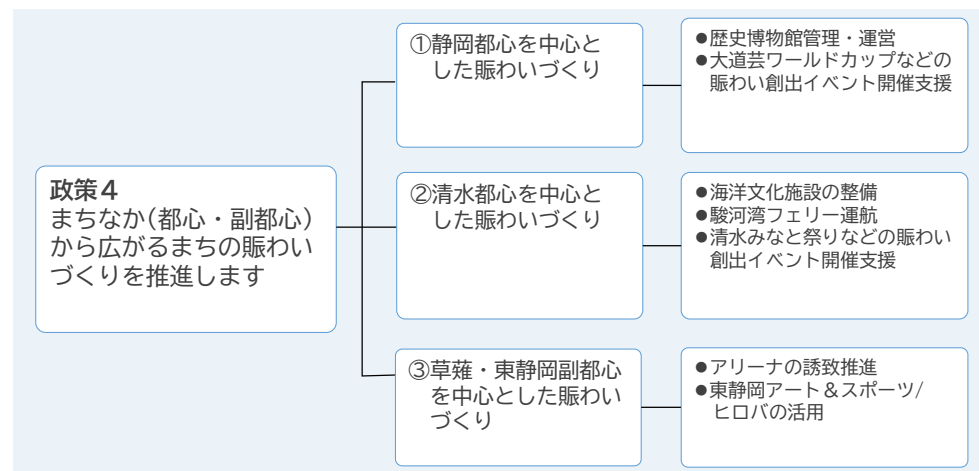 政策4
まちなか(都心・副都心)
から広がるまちの賑わい
づくりを推進します
①静岡都心を中心と
した賑わいづくり
●歴史博物館管理・運営
●大道芸ワールドカップなどの
賑わい創出イベント開催支援
②清水都心を中心と
した賑わいづくり
●海洋文化施設の整備
●駿河湾フェリー運航
●清水みなと祭りなどの賑わい
創出イベント開催支援
③草薙・東静岡副都心
を中心とした賑わい
づくり
●アリーナの誘致推進
●東静岡アート&スポーツ/
ヒロバの活用